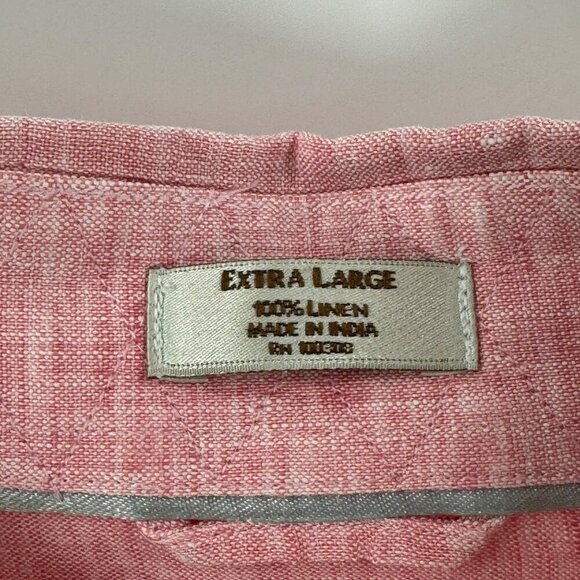 EXTRA LARGE
100% LINEN
MADE IN INDIA
RN 100308